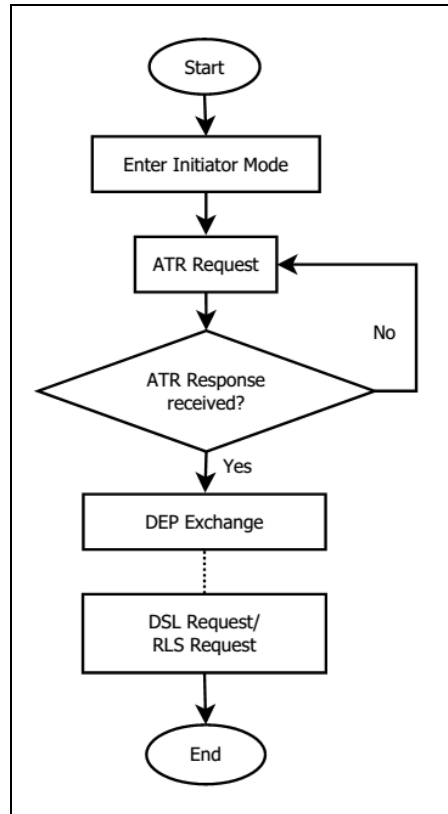 Start
Enter Initiator Mode
ATR Request
No
ATR Response
received?
Yes
DEP Exchange
DSL Request/
RLS Request
End